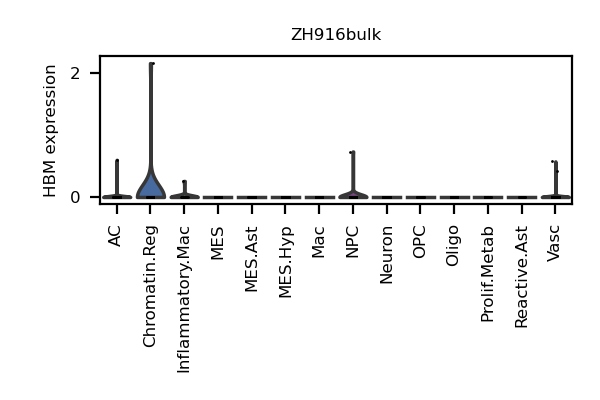 ZH916bulk
HBM expression
2
0
AC
Chromatin.Reg
Inflammatory.Mac
MES
MES.Ast
MES.Hyp
Mac
NPC
Neuron
OPC
Oligo
Prolif.Metab
Reactive.Ast
Vasc